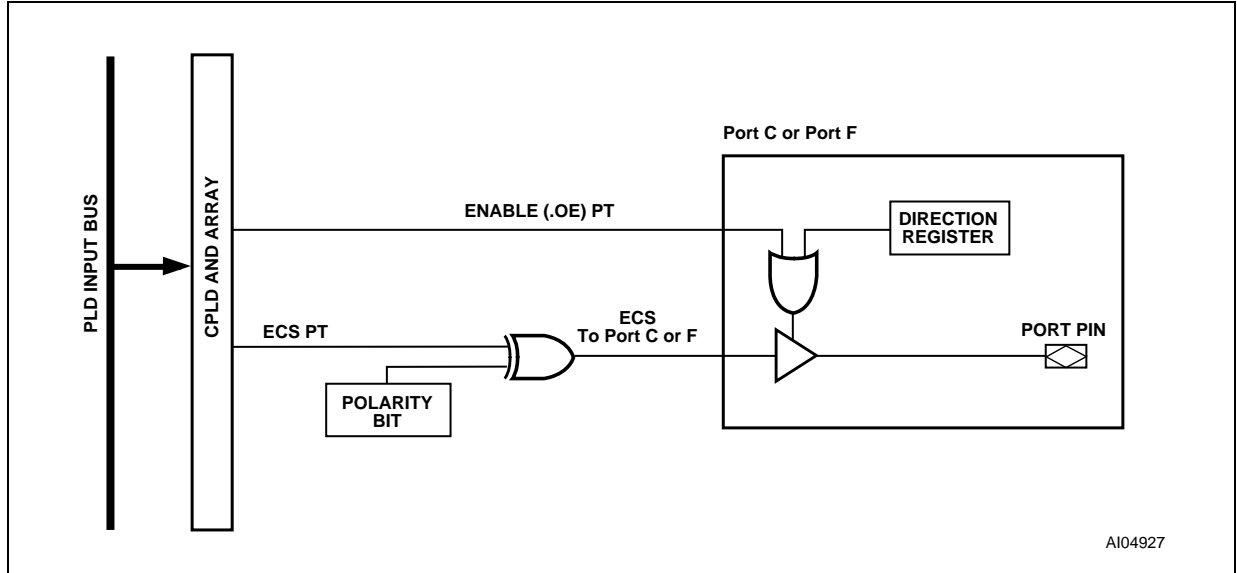 Port C or Port F
ENABLE (.OE) PT
DIRECTION
REGISTER
PLD INPUT BUS
CPLD AND ARRAY
ECS PT
ECS
To Port C or F
PORT PIN
POLARITY
BIT
AI04927